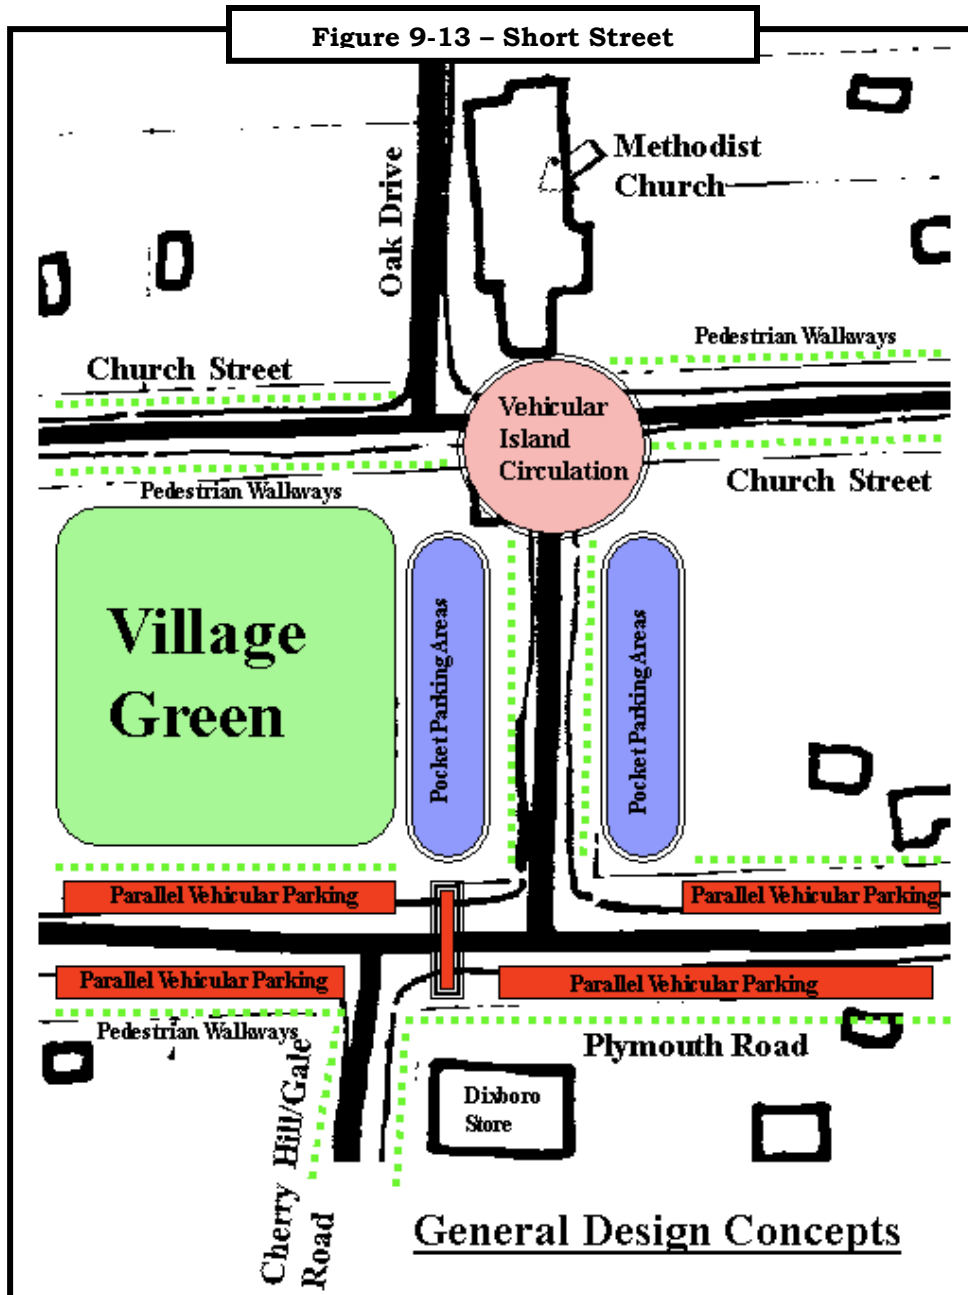 Figure 9-13 – Short Street
Oak Drive
Methodist
Church
Pedestrian Walkways
Church Street
Vehicular
Island
Circulation
Church Street
Pedestrian Walkways
Village
Green
Pocket Parking Areas
Pocket Parking Areas
Parallel Vehicular Parking
Parallel Vehicular Parking
Parallel Vehicular Parking
Parallel Vehicular Parking
Pedestrian Walkways
Plymouth Road
Cherry Hill/Gale
Road
Dixboro
Store
General Design Concepts